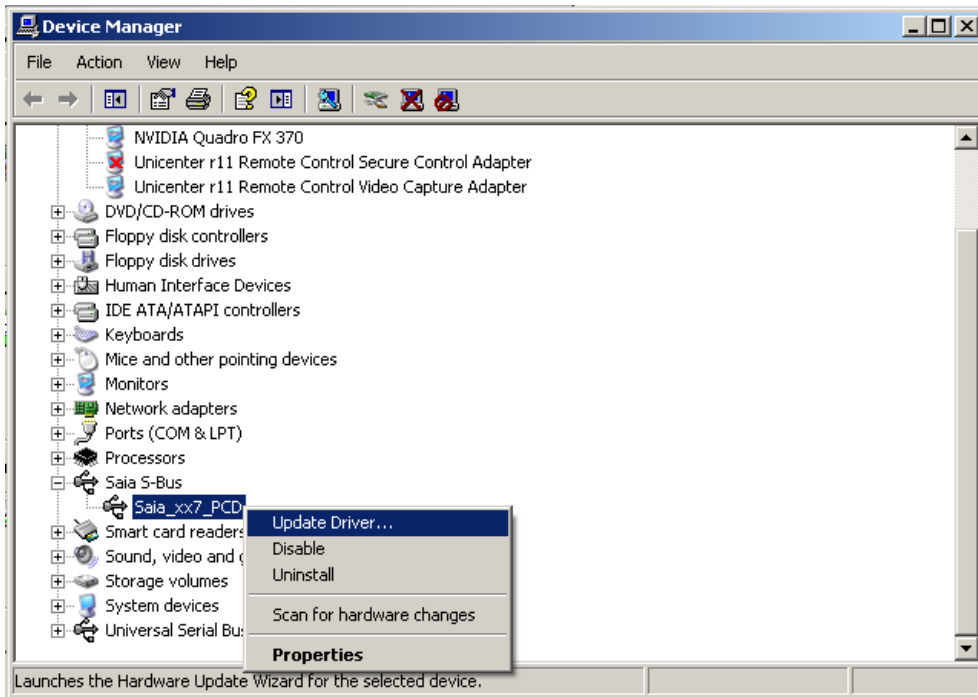 Device Manager
File Action View Help
NVIDIA Quadro FX 370
Unicenter r11 Remote Control Secure Control Adapter
Unicenter r11 Remote Control Video Capture Adapter
DVD/CD-ROM drives
Floppy disk controllers
Floppy disk drives
Human Interface Devices
IDE ATA/ATAPI controllers
Keyboards
Mice and other pointing devices
Monitors
Network adapters
Ports (COM & LPT)
Processors
Saia S-Bus
Saia_xx7_PCD
Smart card readers
Sound, video and
Storage volumes
System devices
Universal Serial Bu
Update Driver...
Disable
Uninstall
Scan for hardware changes
Properties
Launches the Hardware Update Wizard for the selected device.